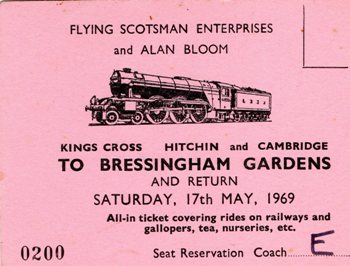 FLYING SCOTSMAN ENTERPRISES
and ALAN BLOOM
KINGS CROSS HITCHIN and CAMBRIDGE
TO BRESSINGHAM GARDENS
AND RETURN
SATURDAY, 17th MAY, 1969
All-in ticket covering rides on railways and
gallopers, tea, nurseries, etc.
0200 Seat Reservation Coach E